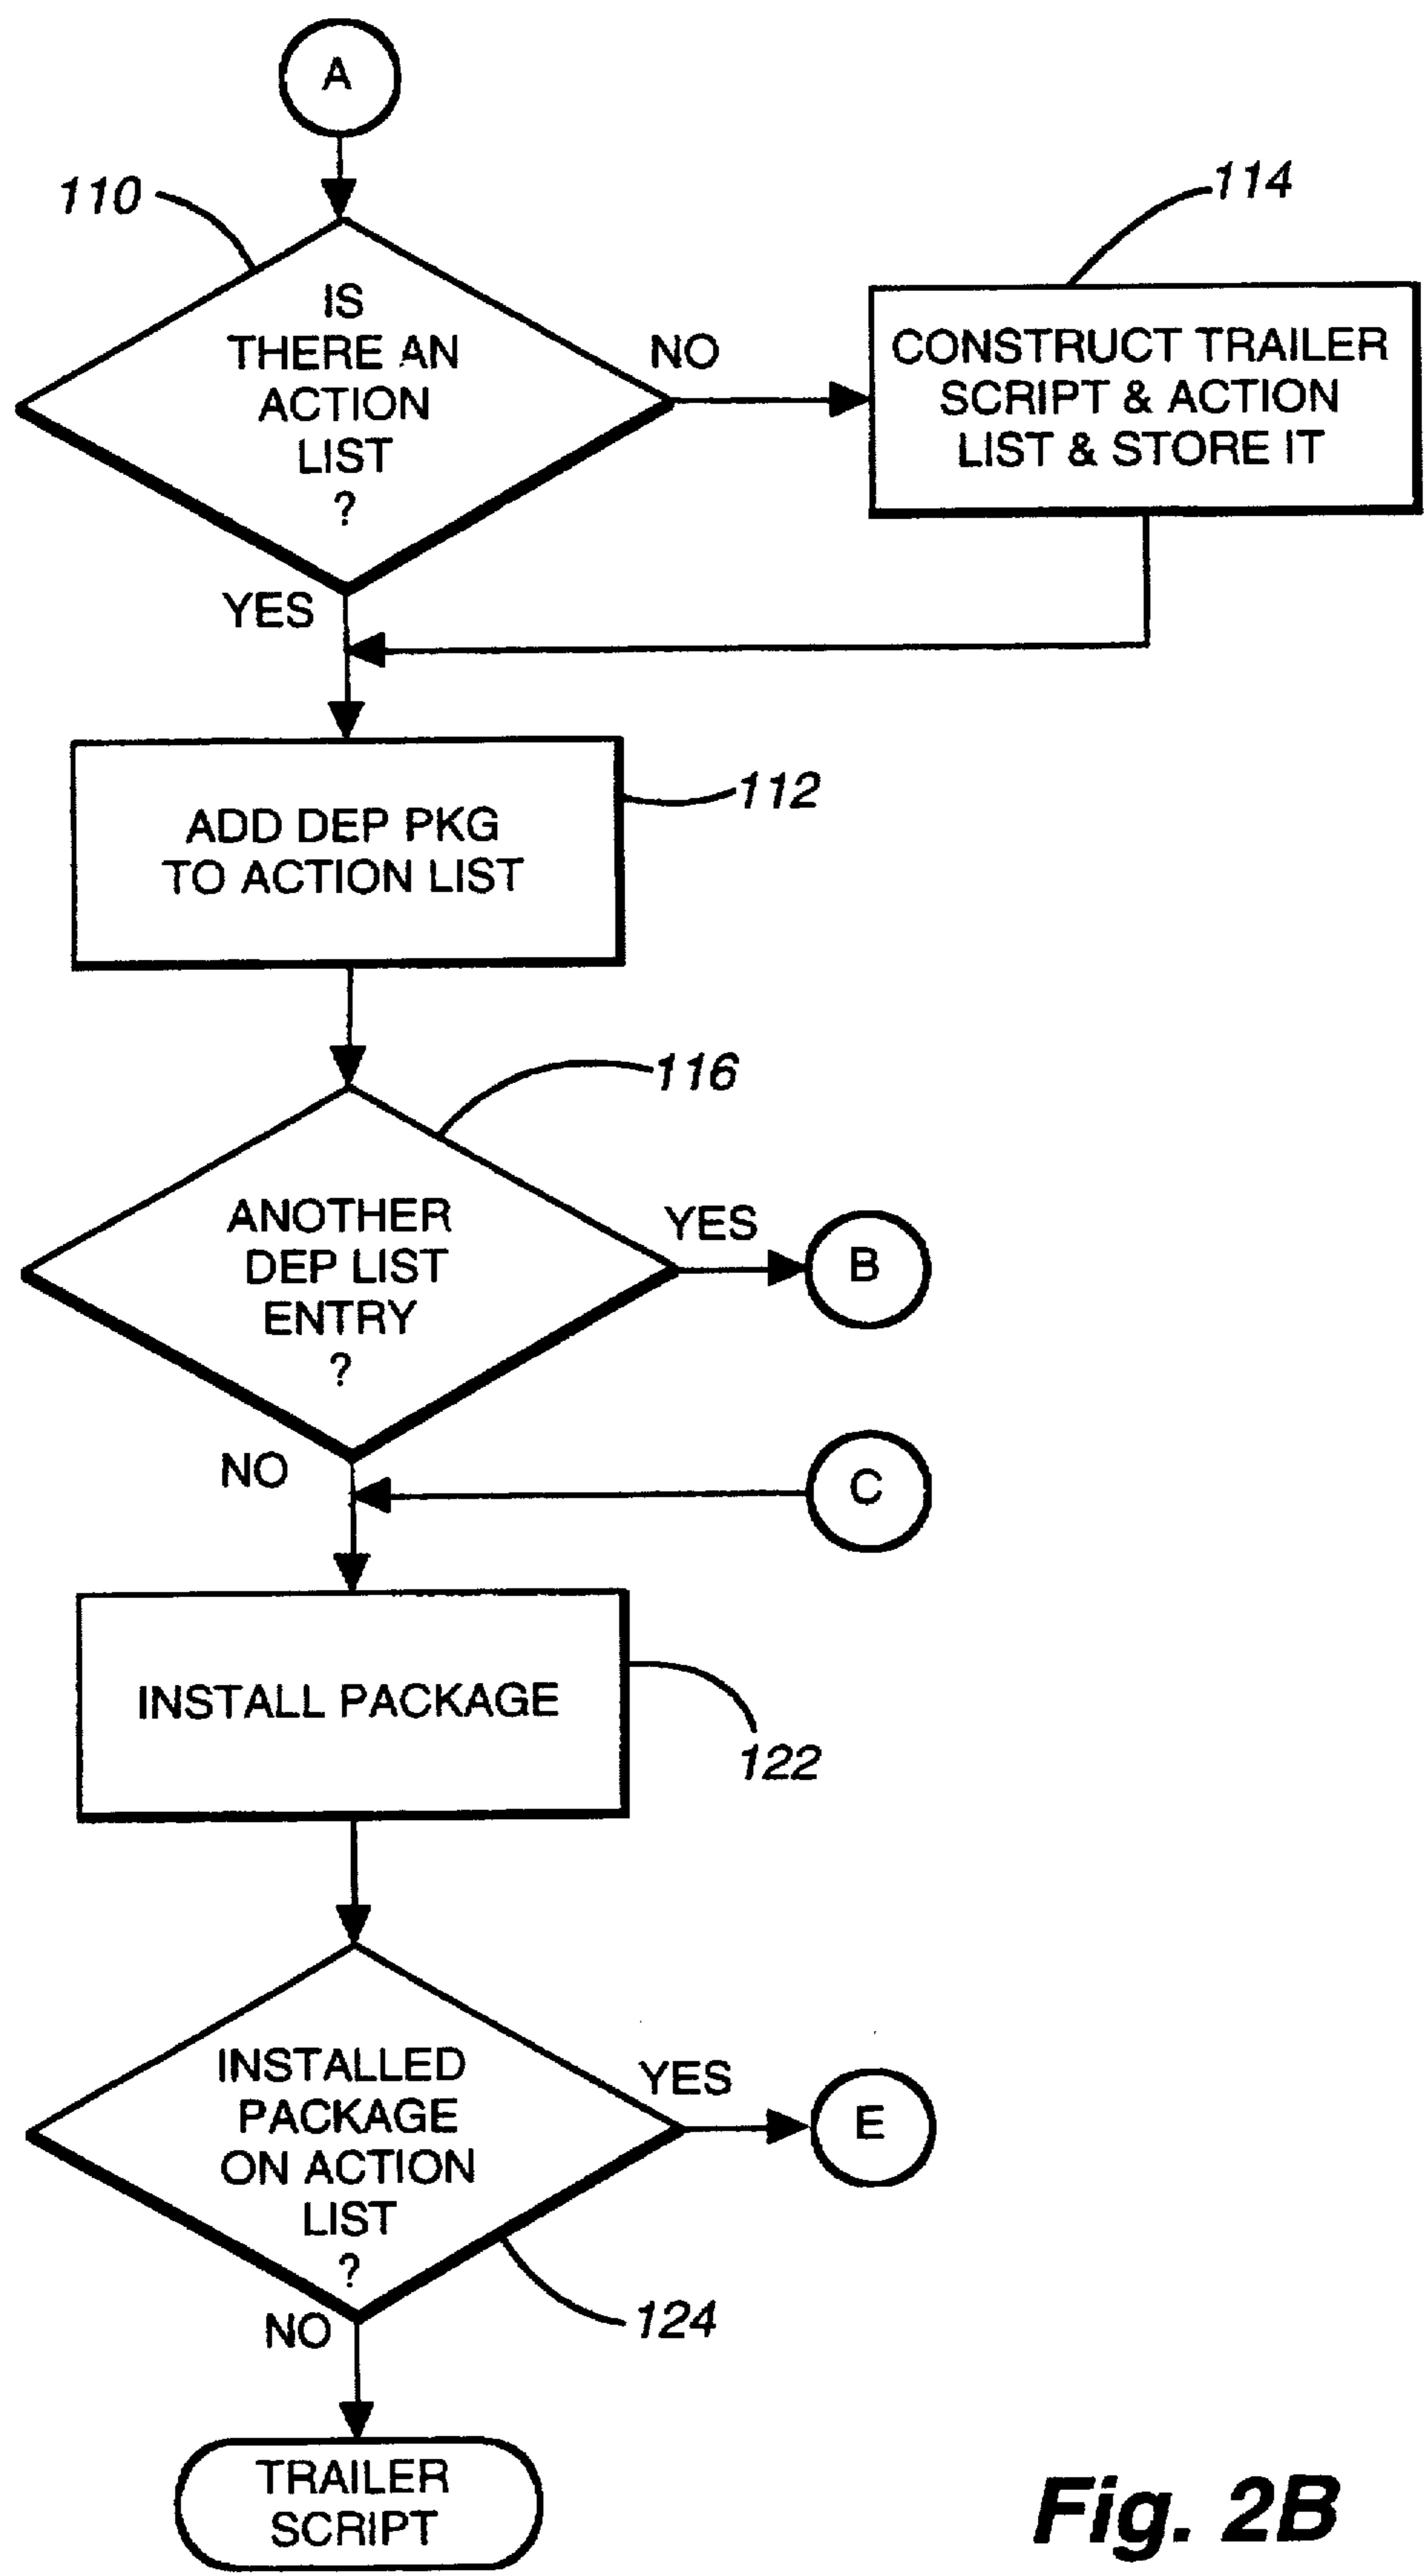 A
110
IS
THERE AN
ACTION
LIST
?
NO
114
CONSTRUCT TRAILER
SCRIPT & ACTION
LIST & STORE IT
YES
ADD DEP PKG
TO ACTION LIST
112
116
ANOTHER
DEP LIST
ENTRY
?
YES
B
NO
C
INSTALL PACKAGE
122
INSTALLED
PACKAGE
ON ACTION
LIST
?
YES
E
124
NO
TRAILER
SCRIPT
Fig. 2B